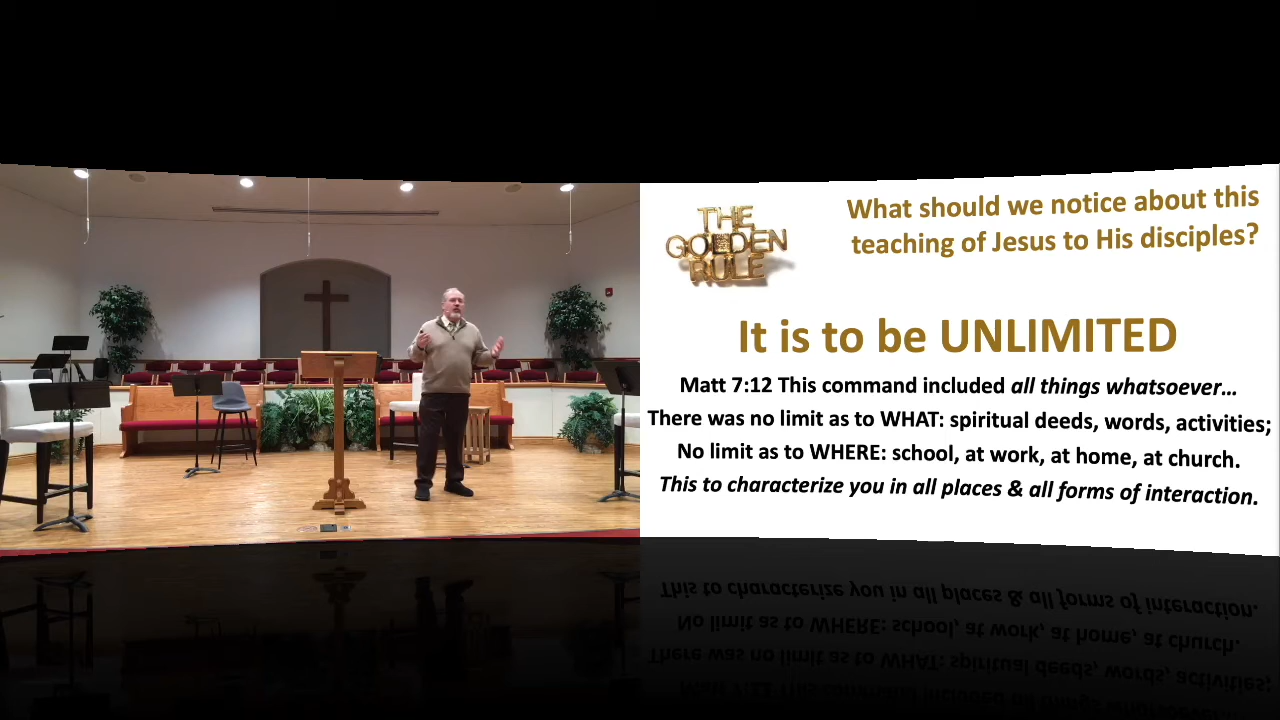 THE
GOLDEN
RULE
What should we notice about this
teaching of Jesus to His disciples?
It is to be UNLIMITED
Matt 7:12 This command included all things whatsoever…
There was no limit as to WHAT: spiritual deeds, words, activities;
No limit as to WHERE: school, at work, at home, at church.
This to characterize you in all places & all forms of interaction.